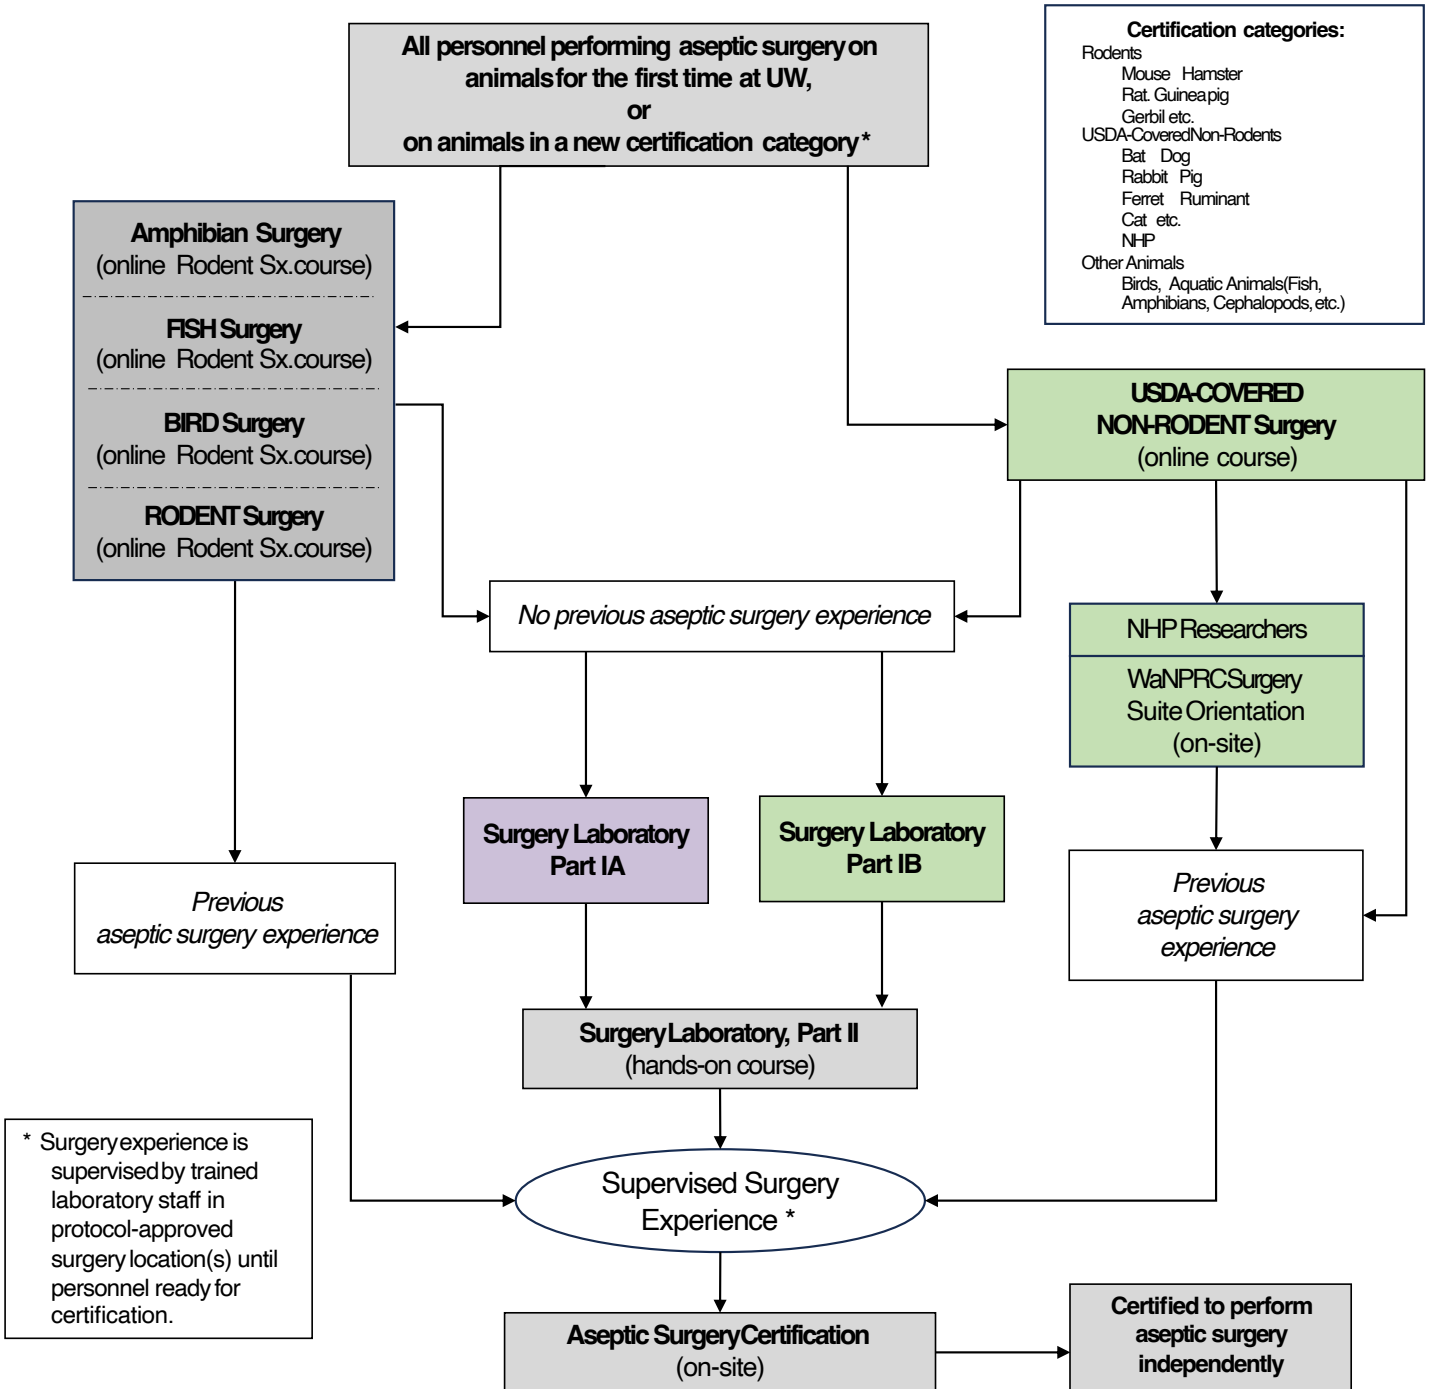 All personnel performing aseptic surgery on
animals for the first time at UW,
or
on animals in a new certification category *
Certification categories:
Rodents
Mouse Hamster
Rat. Guinea pig
Gerbil etc.
USDA-Covered Non-Rodents
Bat Dog
Rabbit Pig
Ferret Ruminant
Cat etc.
NHP
Other Animals
Birds, Aquatic Animals (Fish,
Amphibians, Cephalopods, etc.)
Amphibian Surgery
(online Rodent Sx. course)
FISH Surgery
(online Rodent Sx. course)
BIRD Surgery
(online Rodent Sx. course)
RODENT Surgery
(online Rodent Sx. course)
USDA-COVERED
NON-RODENT Surgery
(online course)
No previous aseptic surgery experience
NHP Researchers
WaNPRC Surgery
Suite Orientation
(on-site)
Surgery Laboratory
Part IA
Surgery Laboratory
Part IB
Previous
aseptic surgery experience
Previous
aseptic surgery
experience
Surgery Laboratory, Part II
(hands-on course)
* Surgery experience is
supervised by trained
laboratory staff in
protocol-approved
surgery location(s) until
personnel ready for
certification.
Supervised Surgery
Experience *
Aseptic Surgery Certification
(on-site)
Certified to perform
aseptic surgery
independently